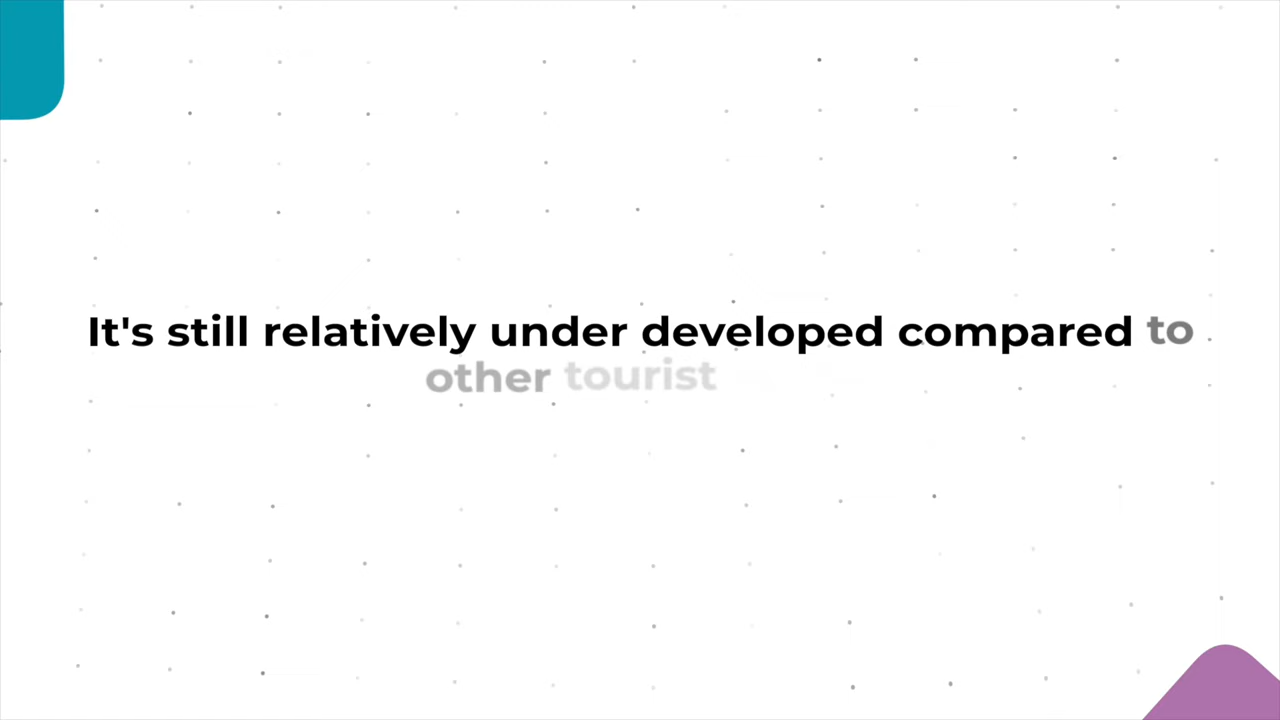 It's still relatively under developed compared to
other tourist